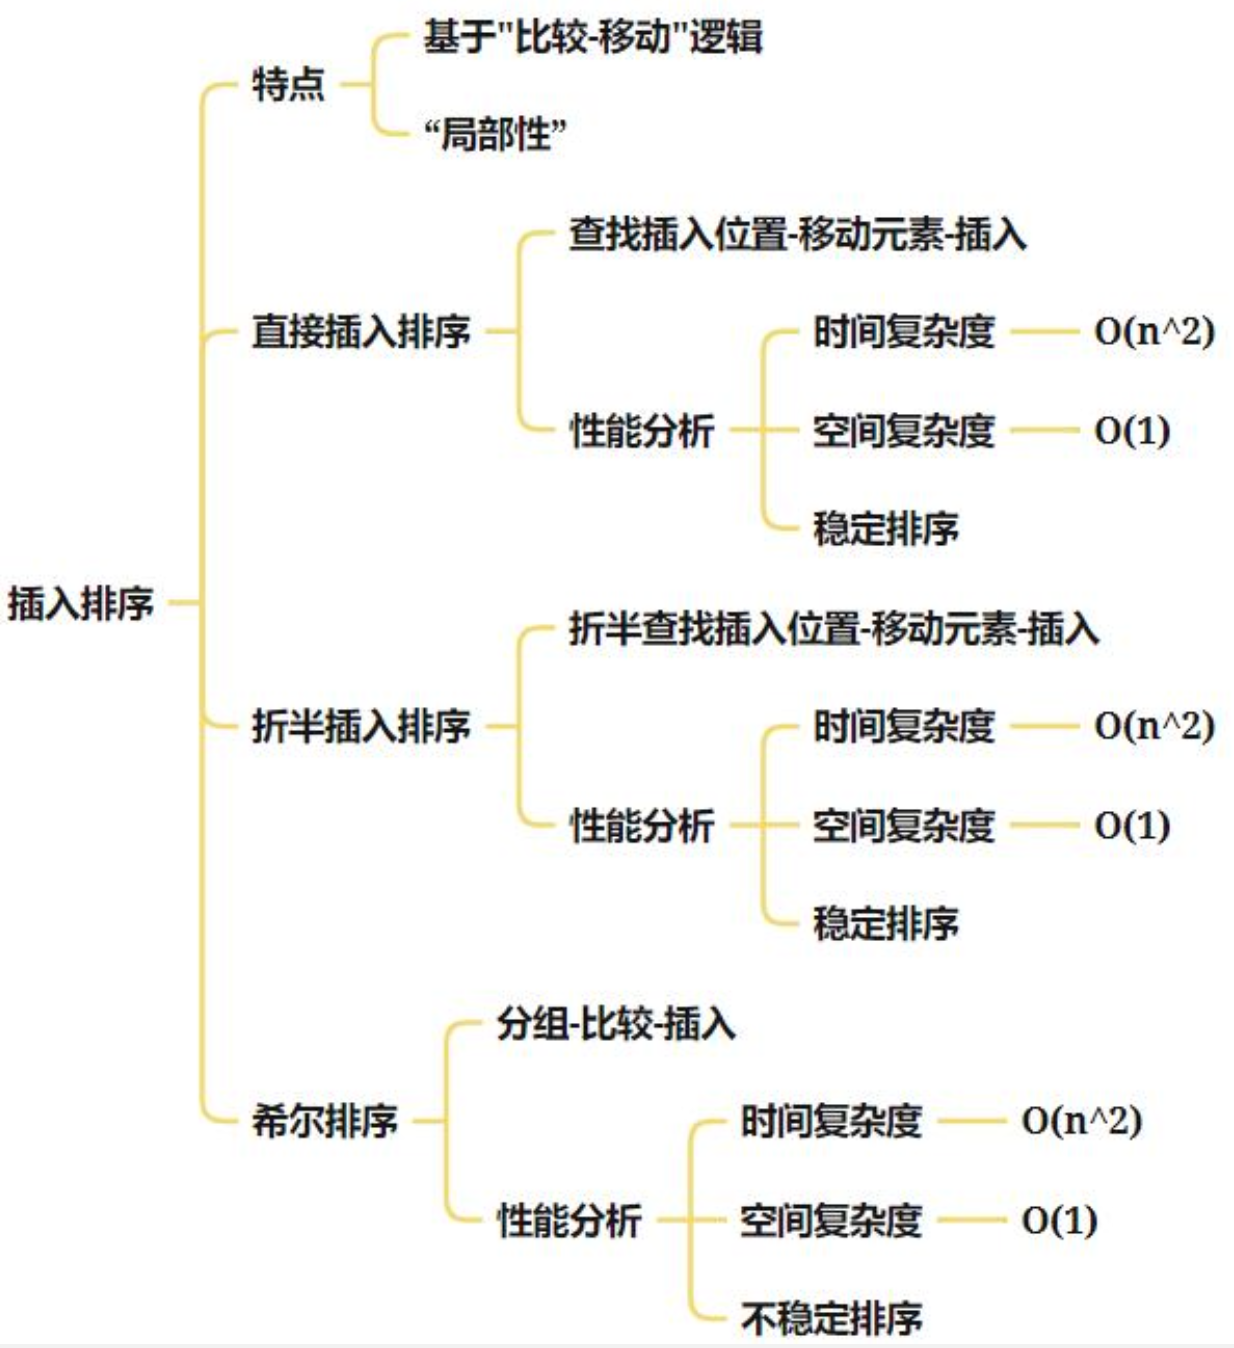 基于"比较-移动"逻辑
特点
“局部性”
查找插入位置-移动元素-插入
直接插入排序
时间复杂度 O(n^2)
性能分析
空间复杂度 O(1)
稳定排序
插入排序
折半查找插入位置-移动元素-插入
折半插入排序
时间复杂度 O(n^2)
性能分析
空间复杂度 O(1)
稳定排序
分组-比较-插入
希尔排序
时间复杂度 O(n^2)
性能分析
空间复杂度 O(1)
不稳定排序